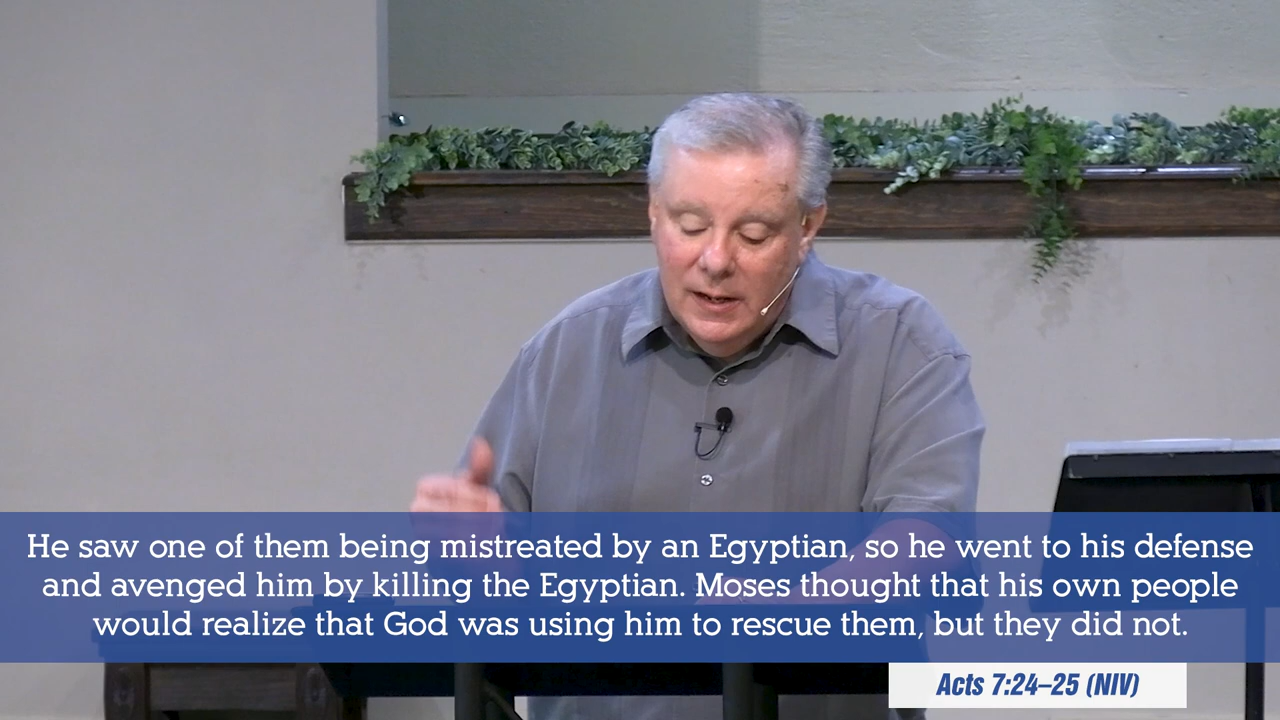 He saw one of them being mistreated by an Egyptian, so he went to his defense
and avenged him by killing the Egyptian. Moses thought that his own people
would realize that God was using him to rescue them, but they did not.
Acts 7:24–25 (NIV)